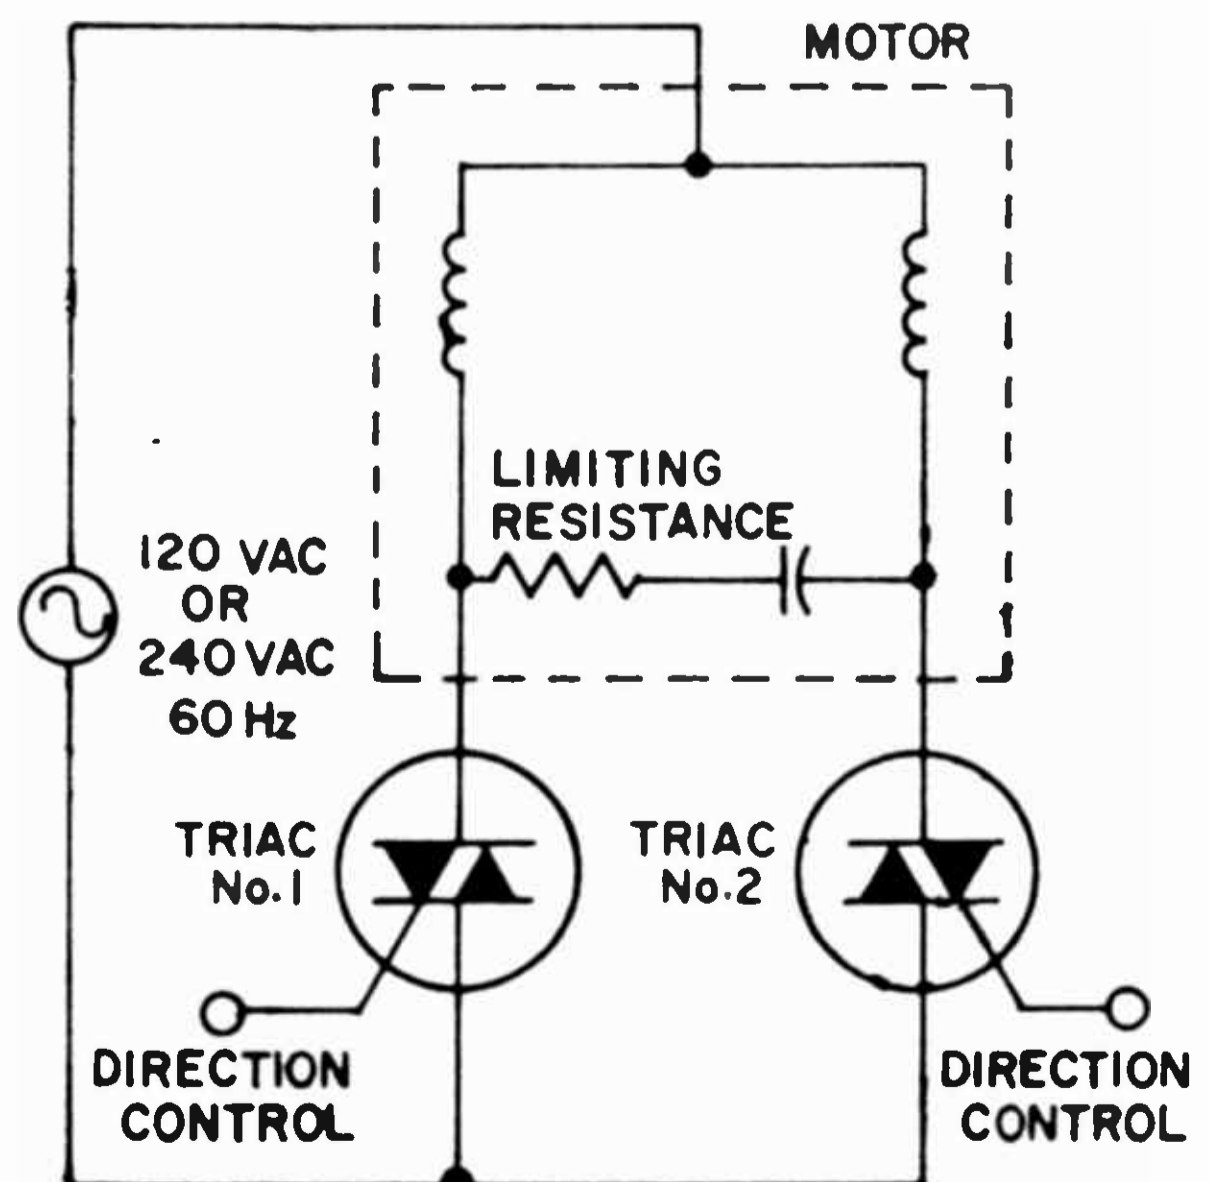 MOTOR
LIMITING
RESISTANCE
120 VAC
OR
240 VAC
60 Hz
TRIAC
No. 1
TRIAC
No. 2
DIRECTION
CONTROL
DIRECTION
CONTROL